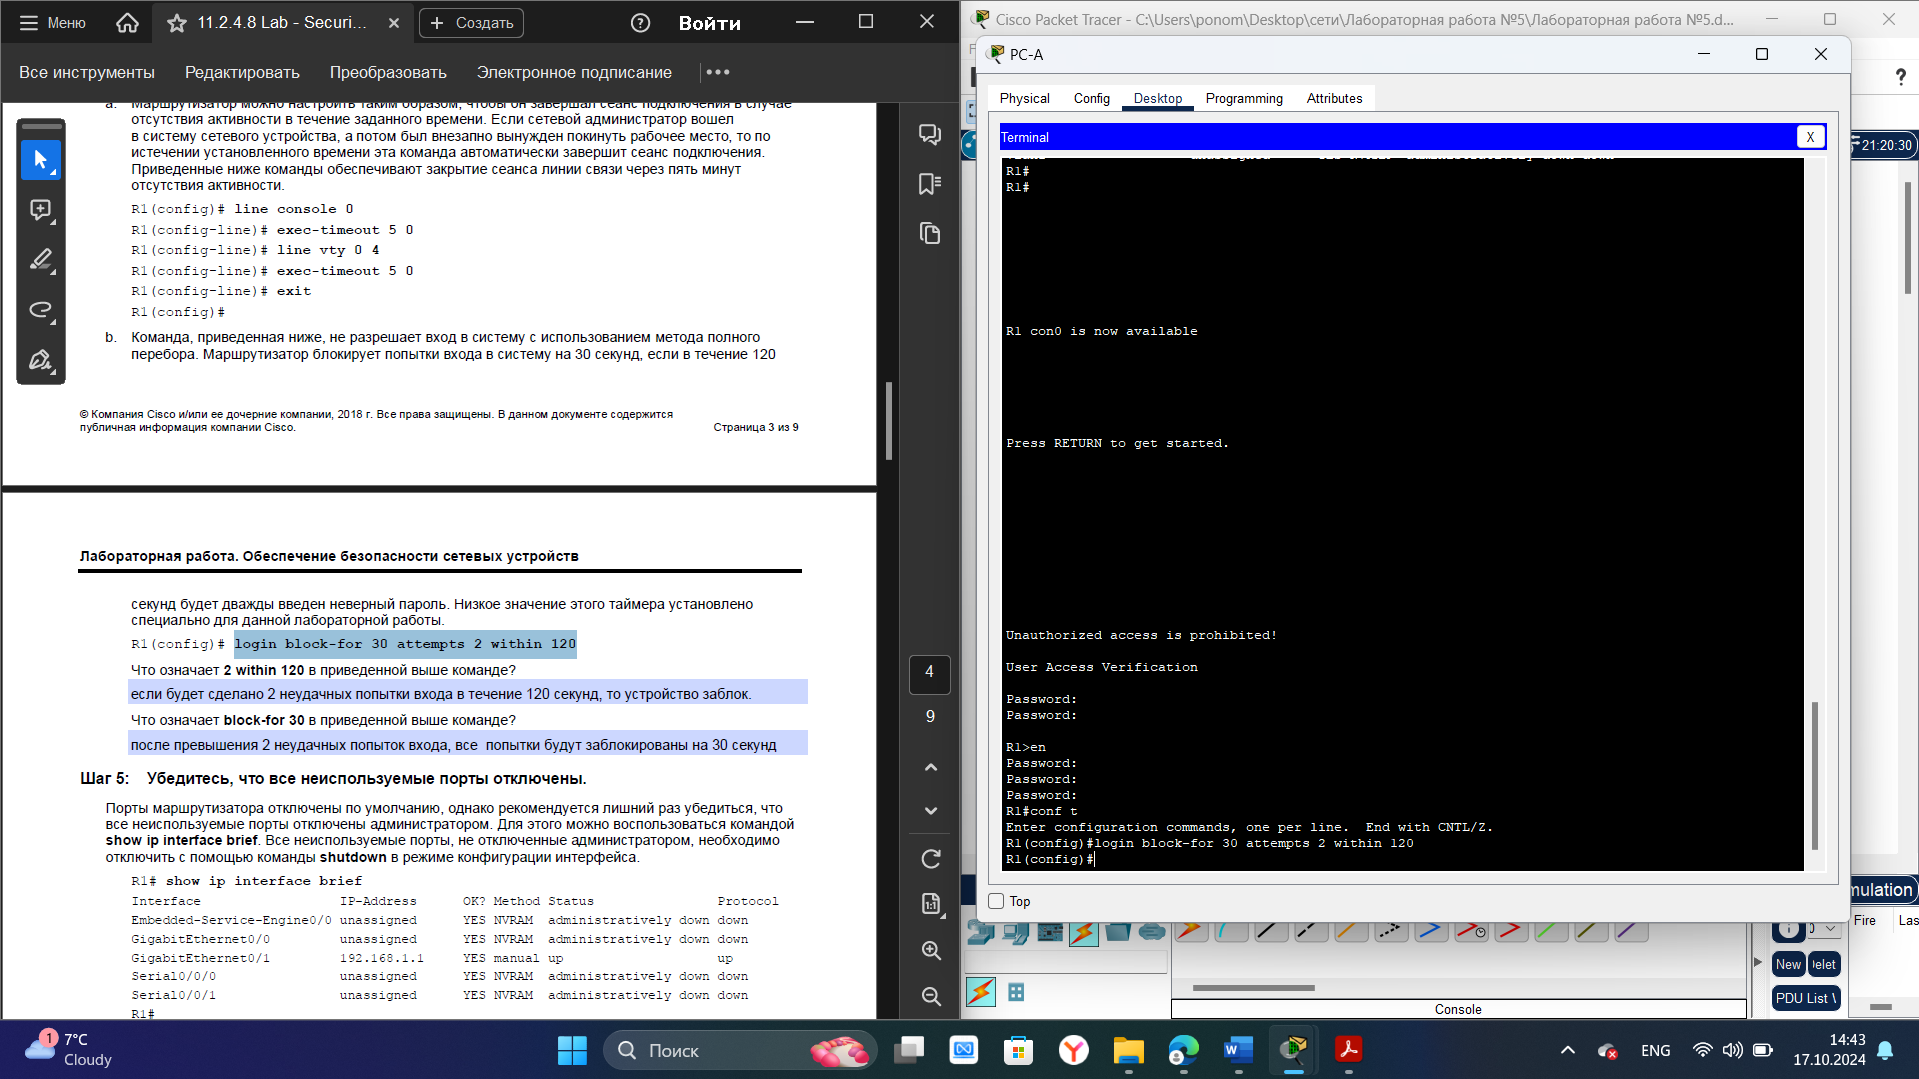 Меню
11.2.4.8 Lab - Securi...
Создать
Войти
Все инструменты
Редактировать
Преобразовать
Электронное подписание
a. Маршрутизатор можно настроить таким образом, чтобы он завершал сеанс подключения в случае
отсутствия активности в течение заданного времени. Если сетевой администратор вошел
в систему сетевого устройства, а потом был внезапно вынужден покинуть рабочее место, то по
истечении установленного времени эта команда автоматически завершит сеанс подключения.
Приведенные ниже команды обеспечивают закрытие сеанса линии связи через пять минут
отсутствия активности.
R1(config)# line console 0
R1(config-line)# exec-timeout 5 0
R1(config-line)# line vty 0 4
R1(config-line)# exec-timeout 5 0
R1(config-line)# exit
R1(config)#
b. Команда, приведенная ниже, не разрешает вход в систему с использованием метода полного
перебора. Маршрутизатор блокирует попытки входа в систему на 30 секунд, если в течение 120
© Компания Cisco и/или ее дочерние компании, 2018 г. Все права защищены. В данном документе содержится
публичная информация компании Cisco.
Страница 3 из 9
Лабораторная работа. Обеспечение безопасности сетевых устройств
секунд будет дважды введен неверный пароль. Низкое значение этого таймера установлено
специально для данной лабораторной работы.
R1(config)# login block-for 30 attempts 2 within 120
Что означает 2 within 120 в приведенной выше команде?
если будет сделано 2 неудачных попытки входа в течение 120 секунд, то устройство заблок.
Что означает block-for 30 в приведенной выше команде?
после превышения 2 неудачных попыток входа, все попытки будут заблокированы на 30 секунд
Шаг 5: Убедитесь, что все неиспользуемые порты отключены.
Порты маршрутизатора отключены по умолчанию, однако рекомендуется лишний раз убедиться, что
все неиспользуемые порты отключены администратором. Для этого можно воспользоваться командой
show ip interface brief. Все неиспользуемые порты, не отключенные администратором, необходимо
отключить с помощью команды shutdown в режиме конфигурации интерфейса.
R1# show ip interface brief
Interface IP-Address OK? Method Status Protocol
Embedded-Service-Engine0/0 unassigned YES NVRAM administratively down down
GigabitEthernet0/0 unassigned YES NVRAM administratively down down
GigabitEthernet0/1 192.168.1.1 YES manual up up
Serial0/0/0 unassigned YES NVRAM administratively down down
Serial0/0/1 unassigned YES NVRAM administratively down down
R1#
4
9
Cisco Packet Tracer - C:\Users\ponom\Desktop\сети\Лабораторная работа №5\Лабораторная работа №5.d...
PC-A
Physical
Config
Desktop
Programming
Attributes
Terminal
X
21:20:30
R1#
R1#
R1 con0 is now available
Press RETURN to get started.
Unauthorized access is prohibited!
User Access Verification
Password:
Password:
R1>en
Password:
Password:
Password:
R1#conf t
Enter configuration commands, one per line. End with CNTL/Z.
R1(config)#login block-for 30 attempts 2 within 120
R1(config)#
Top
mulation
Fire
Las
New
elet
PDU List \
Console
1
7°C
Cloudy
Поиск
ENG
14:43
17.10.2024